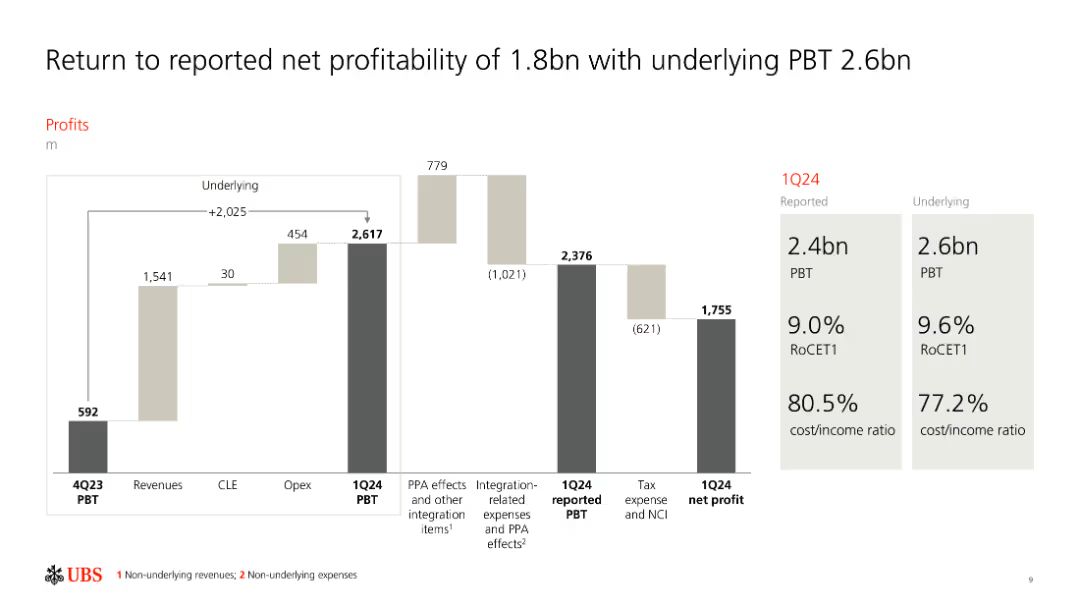 Return to reported net profitability of 1.8bn with underlying PBT 2.6bn
Profits
m
Underlying
+2,025
592
1,541
30
454
2,617
779
(1,021)
2,376
(621)
1,755
4Q23
PBT
Revenues
CLE
Opex
1Q24
PBT
PPA effects
and other
integration
items¹
Integration-
related
expenses
and PPA
effects²
1Q24
reported
PBT
Tax
expense
and NCI
1Q24
net profit
1Q24
Reported
Underlying
2.4bn
PBT
2.6bn
PBT
9.0%
RoCET1
9.6%
RoCET1
80.5%
cost/income ratio
77.2%
cost/income ratio
UBS
1 Non-underlying revenues; 2 Non-underlying expenses
9